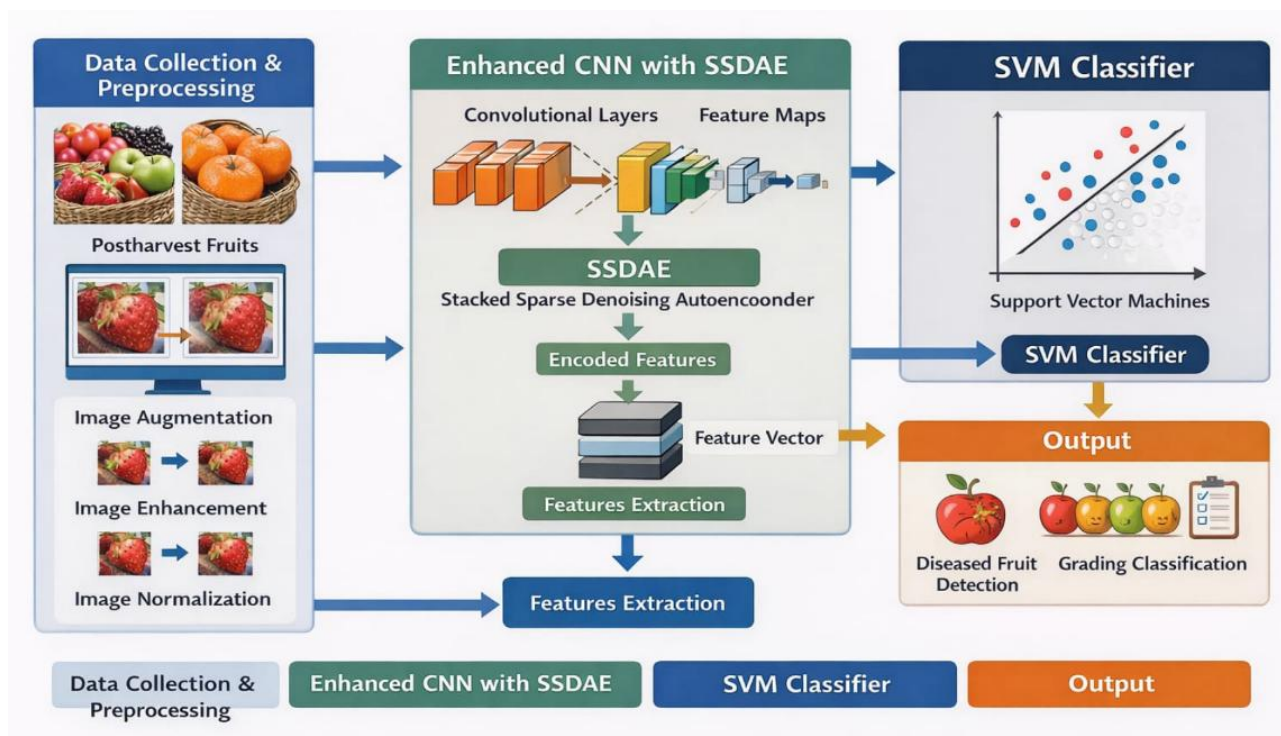 Data Collection &
Preprocessing
Postharvest Fruits
Image Augmentation
Image Enhancement
Image Normalization
Enhanced CNN with SSDAE
Convolutional Layers
Feature Maps
SSDAE
Stacked Sparse Denoising Autoencoonder
Encoded Features
Feature Vector
Features Extraction
Features Extraction
SVM Classifier
Support Vector Machines
SVM Classifier
Output
Diseased Fruit
Detection
Grading Classification
Data Collection &
Preprocessing
Enhanced CNN with SSDAE
SVM Classifier
Output